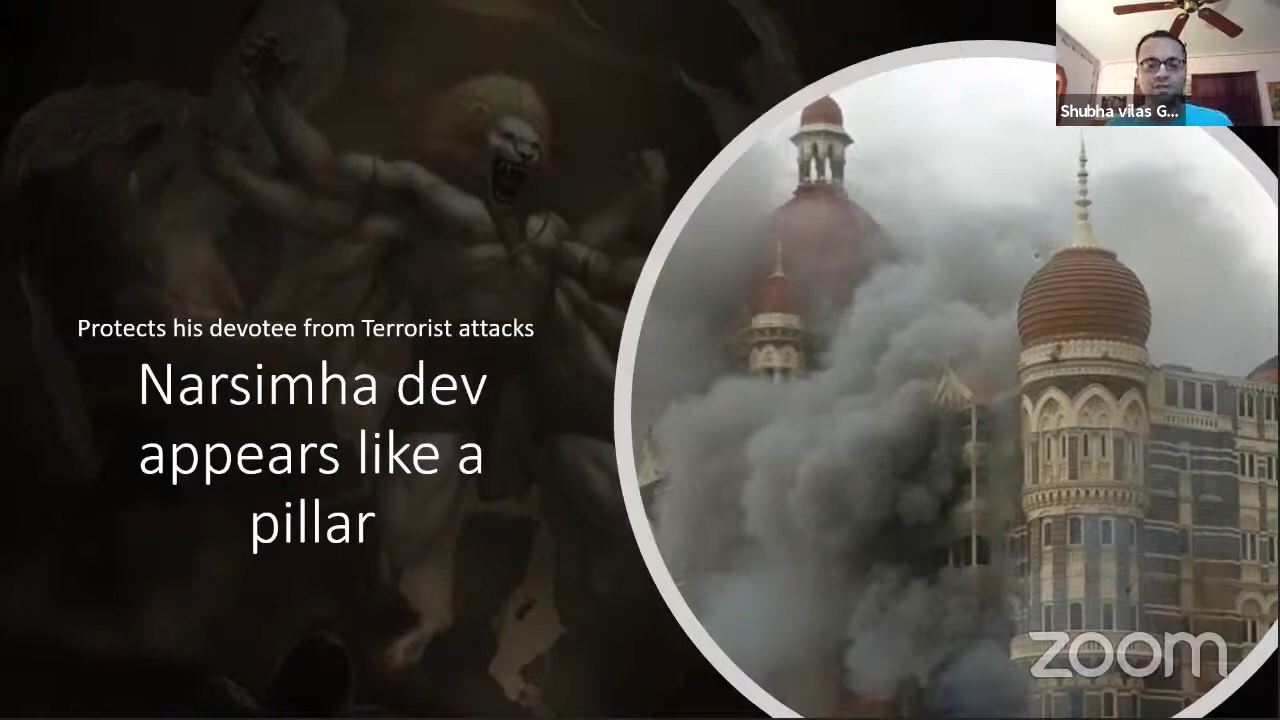 Shubha vilas G...
Protects his devotee from Terrorist attacks
Narsimha dev
appears like a
pillar
zoom